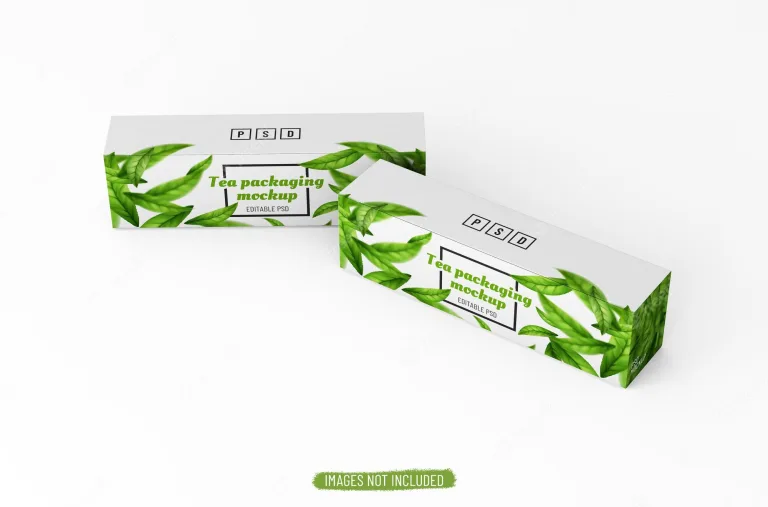 PSD
Tea packaging
mockup
EDITABLE PSD
PSD
Tea packaging
mockup
EDITABLE PSD
IMAGES NOT INCLUDED